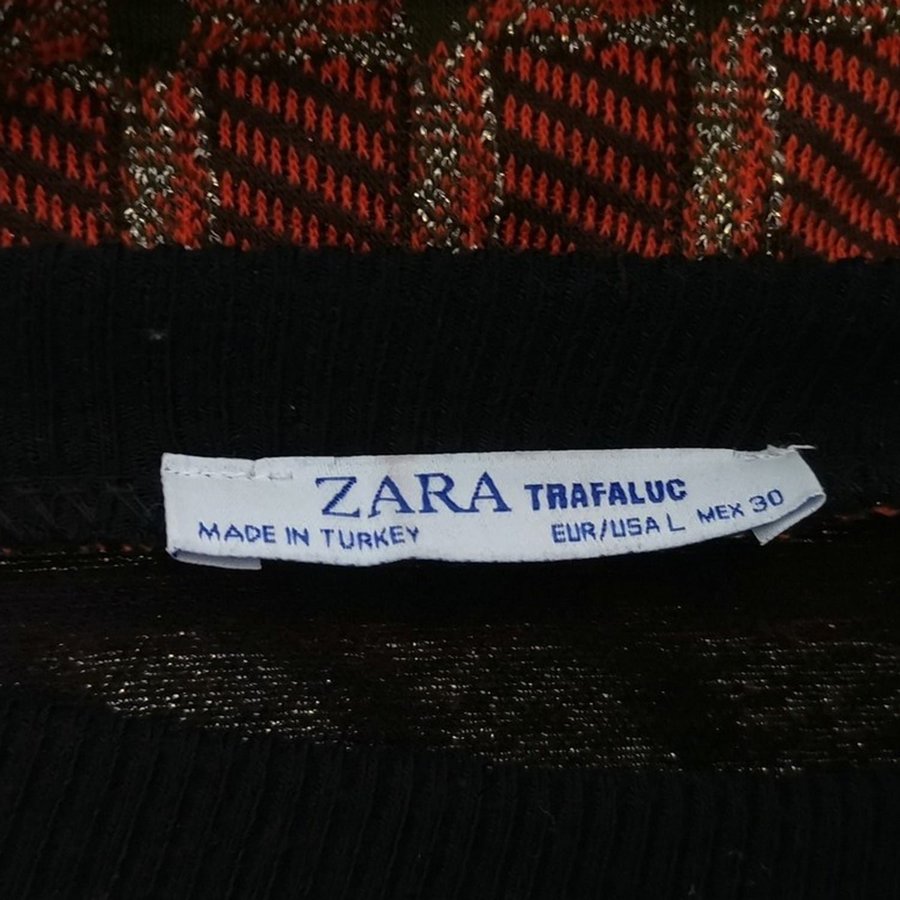 ZARA TRAFALUC
MADE IN TURKEY EUR/USA L MEX 30